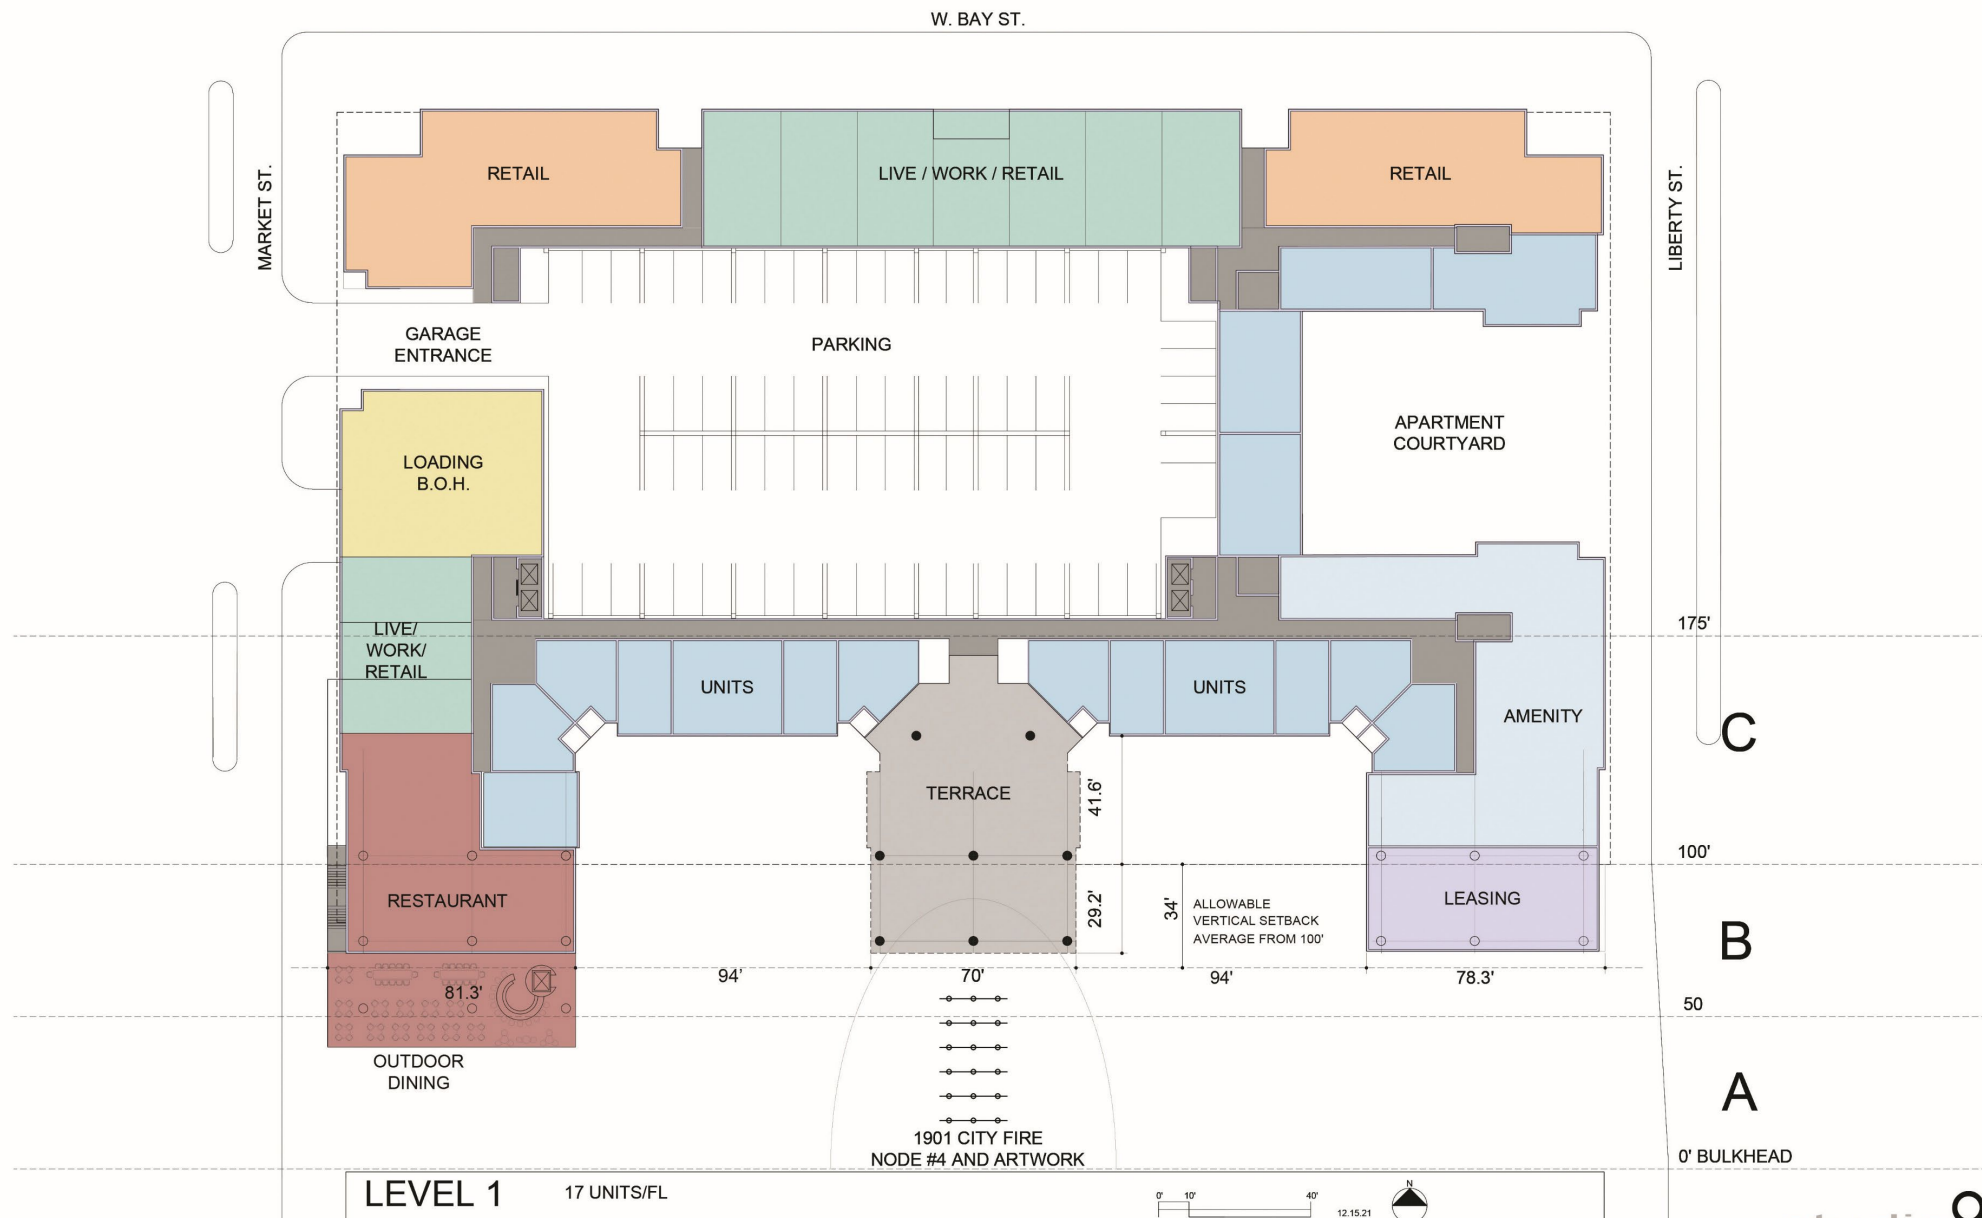 W. BAY ST.
MARKET ST.
RETAIL
LIVE / WORK / RETAIL
RETAIL
LIBERTY ST.
GARAGE
ENTRANCE
PARKING
APARTMENT
COURTYARD
LOADING
B.O.H.
LIVE/
WORK/
RETAIL
175'
UNITS
UNITS
AMENITY
C
TERRACE
41.6'
100'
RESTAURANT
29.2'
34'
ALLOWABLE
VERTICAL SETBACK
AVERAGE FROM 100'
LEASING
B
81.3'
94'
70'
94'
78.3'
50
OUTDOOR
DINING
A
1901 CITY FIRE
NODE #4 AND ARTWORK
0' BULKHEAD
LEVEL 1
17 UNITS/FL
0' 10' 40'
12.15.21
N